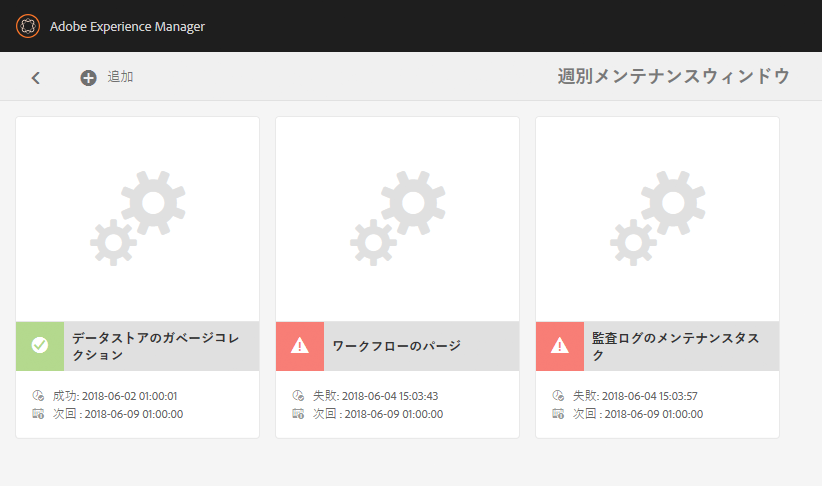 Adobe Experience Manager
追加
週別メンテナンスウィンドウ
データストアのガベージコレ
クション
成功: 2018-06-02 01:00:01
次回 : 2018-06-09 01:00:00
ワークフローのパージ
失敗: 2018-06-04 15:03:43
次回 : 2018-06-09 01:00:00
監査ログのメンテナンスタス
ク
失敗: 2018-06-04 15:03:57
次回 : 2018-06-09 01:00:00